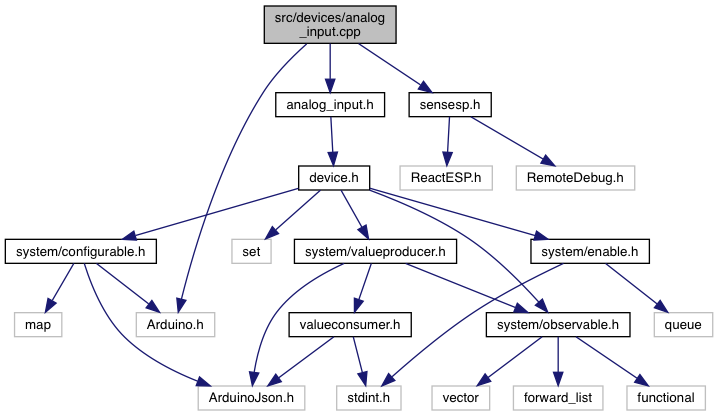 src/devices/analog
_input.cpp
analog_input.h
sensesp.h
device.h
ReactESP.h
RemoteDebug.h
system/configurable.h
set
system/valueproducer.h
system/enable.h
map
Arduino.h
valueconsumer.h
system/observable.h
queue
ArduinoJson.h
stdint.h
vector
forward_list
functional